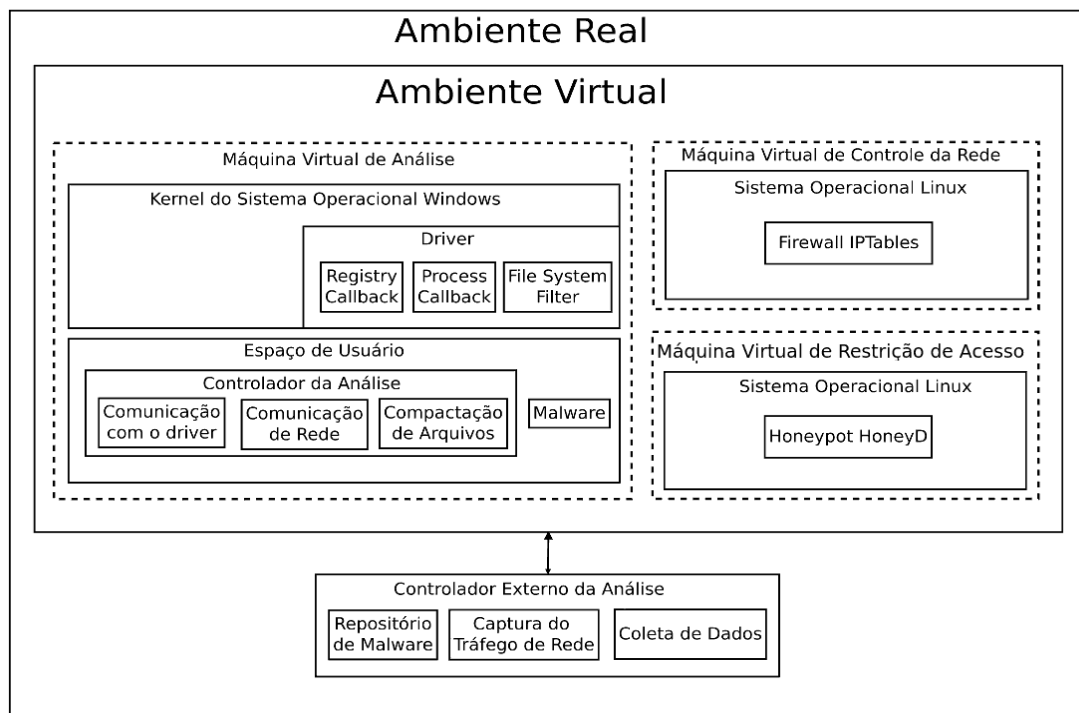 Ambiente Real
Ambiente Virtual
Máquina Virtual de Análise
Kernel do Sistema Operacional Windows
Driver
Registry
Callback
Process
Callback
File System
Filter
Espaço de Usuário
Controlador da Análise
Comunicação
com o driver
Comunicação
de Rede
Compactação
de Arquivos
Malware
Máquina Virtual de Controle da Rede
Sistema Operacional Linux
Firewall IPTables
Máquina Virtual de Restrição de Acesso
Sistema Operacional Linux
Honeypot HoneyD
Controlador Externo da Análise
Repositório
de Malware
Captura do
Tráfego de Rede
Coleta de Dados